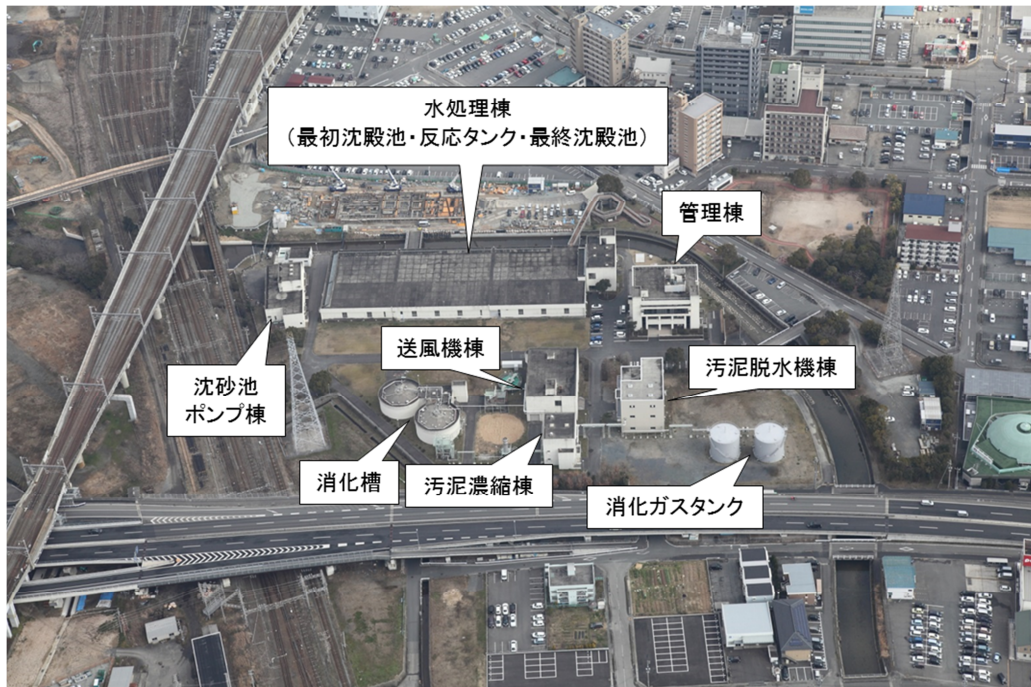 水処理棟
（最初沈殿池・反応タンク・最終沈殿池）
管理棟
送風機棟
汚泥脱水機棟
沈砂池
ポンプ棟
消化槽
汚泥濃縮棟
消化ガスタンク